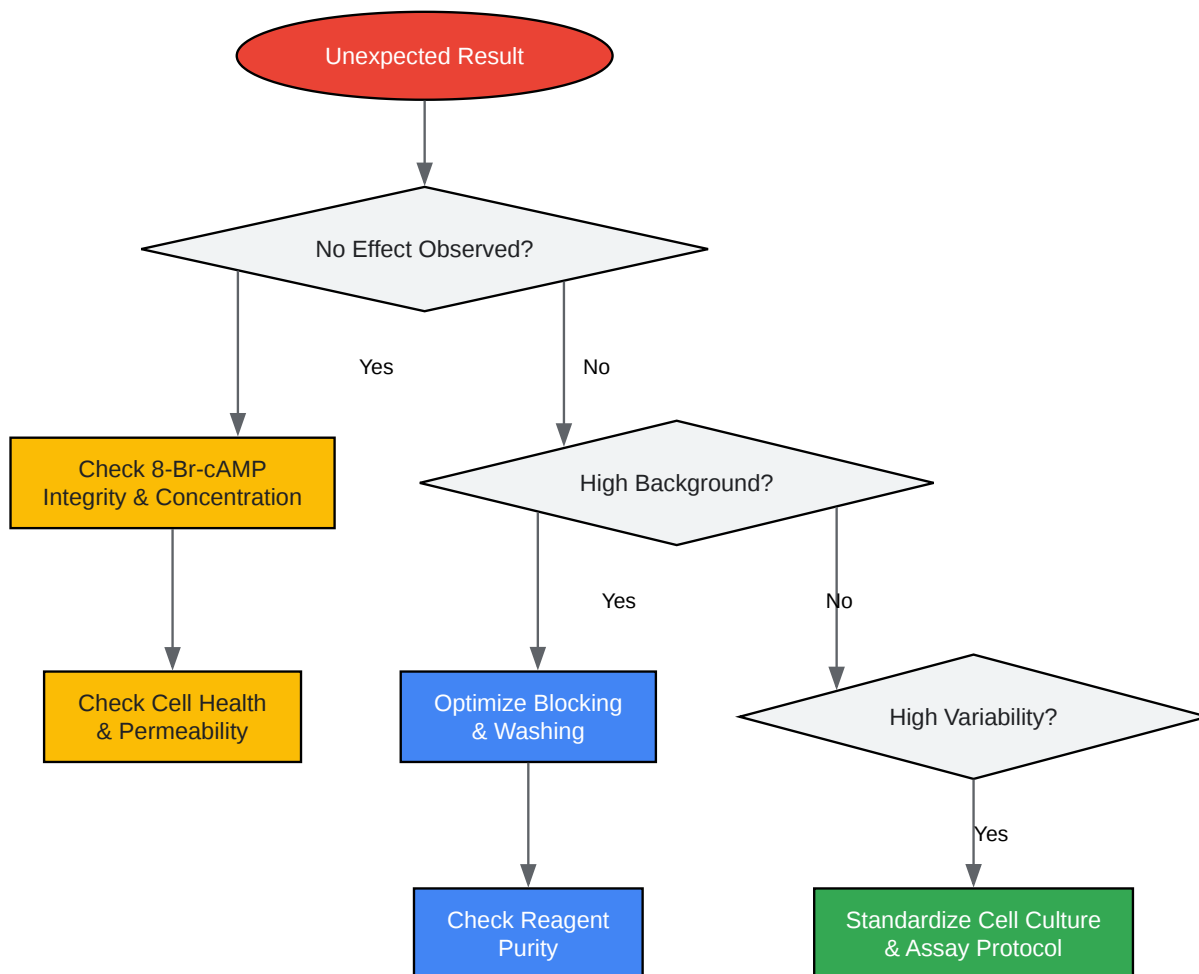 Unexpected Result
No Effect Observed?
Yes
No
Check 8-Br-cAMP
Integrity & Concentration
High Background?
Yes
No
Check Cell Health
& Permeability
Optimize Blocking
& Washing
High Variability?
Yes
Check Reagent
Purity
Standardize Cell Culture
& Assay Protocol